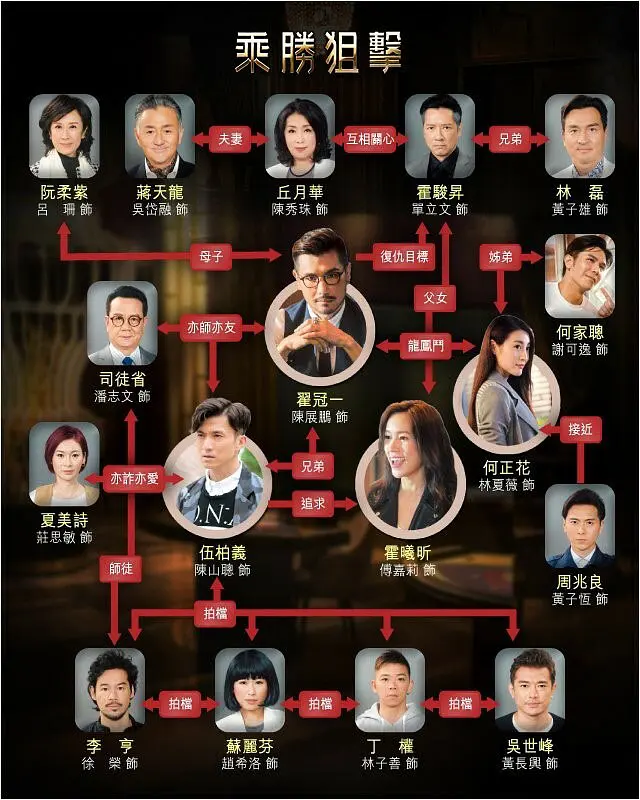 乘勝狙擊
夫妻
互相關心
兄弟
阮柔紫
呂 珊 飾
蔣天龍
吳岱融 飾
丘月華
陳秀珠 飾
霍駿昇
單立文 飾
林 磊
黃子雄 飾
母子
復仇目標
姊弟
父女
亦師亦友
龍鳳鬥
何家聰
謝可逸 飾
司徒省
潘志文 飾
翟冠一
陳展鵬 飾
接近
何正花
林夏薇 飾
兄弟
亦詐亦愛
追求
夏美詩
莊思敏 飾
伍柏義
陳山聰 飾
霍曦昕
傅嘉莉 飾
師徒
周兆良
黃子恆 飾
拍檔
拍檔
拍檔
拍檔
李 亨
徐 榮 飾
蘇麗芬
趙希洛 飾
丁 權
林子善 飾
吳世峰
黃長興 飾